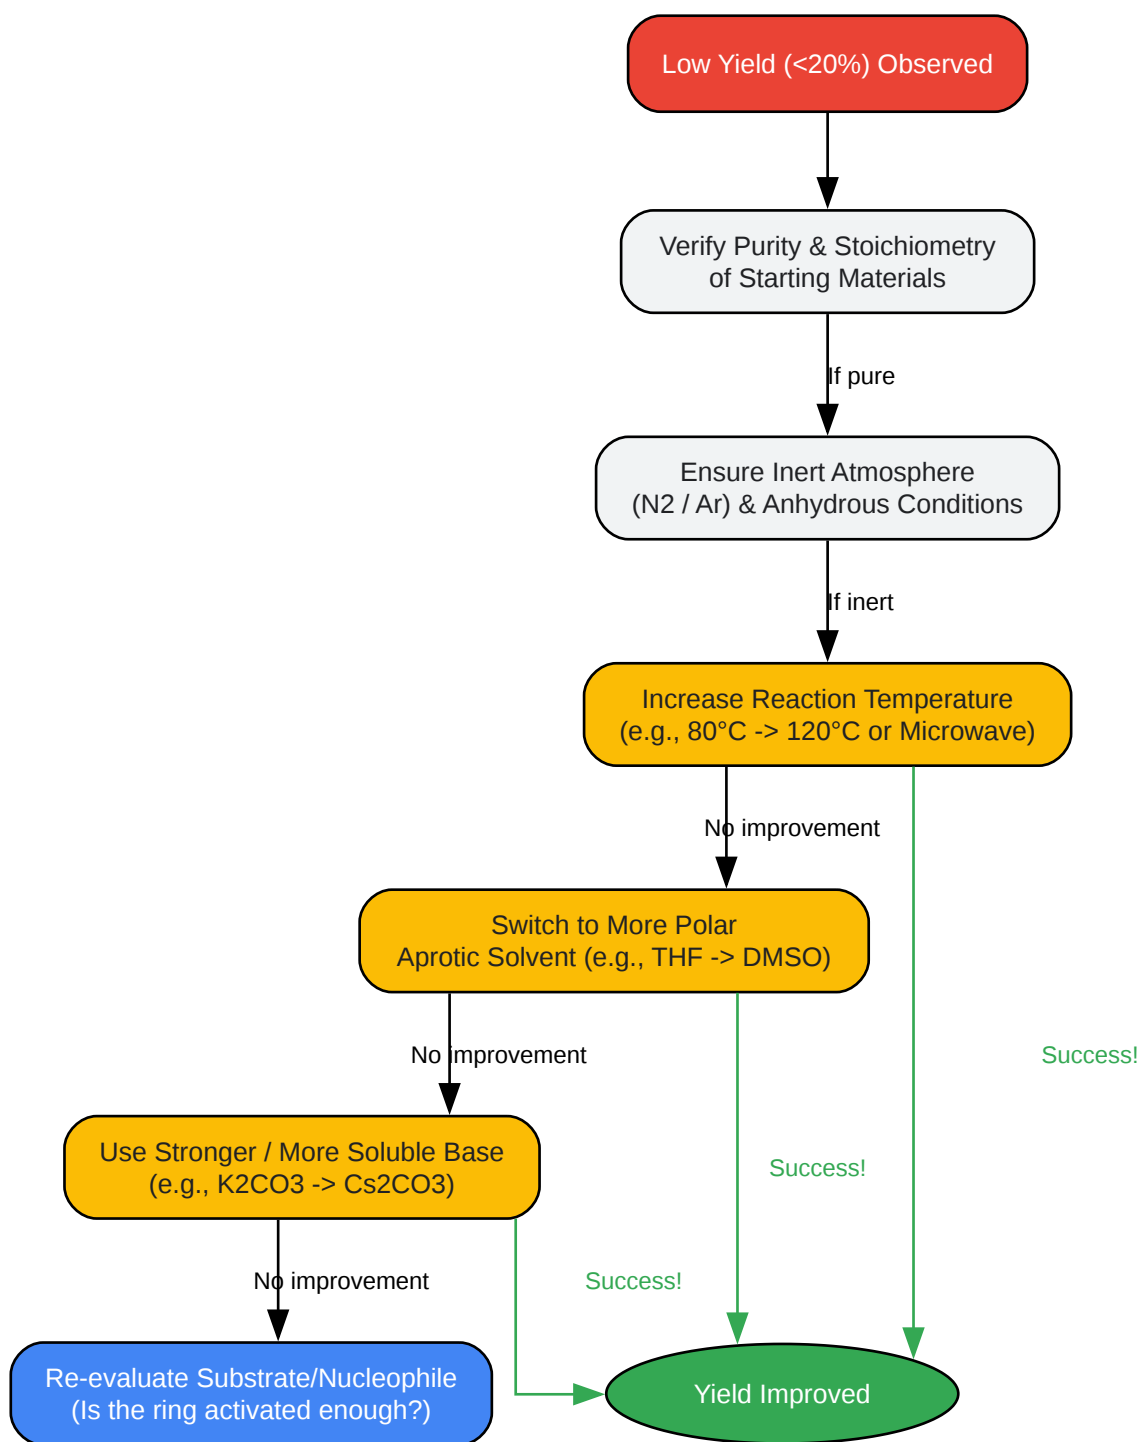 Low Yield (<20%) Observed
Verify Purity & Stoichiometry
of Starting Materials
If pure
Ensure Inert Atmosphere
(N2 / Ar) & Anhydrous Conditions
If inert
Increase Reaction Temperature
(e.g., 80°C -> 120°C or Microwave)
No improvement
Switch to More Polar
Aprotic Solvent (e.g., THF -> DMSO)
No improvement
Success!
Use Stronger / More Soluble Base
(e.g., K2CO3 -> Cs2CO3)
Success!
No improvement
Success!
Re-evaluate Substrate/Nucleophile
(Is the ring activated enough?)
Yield Improved